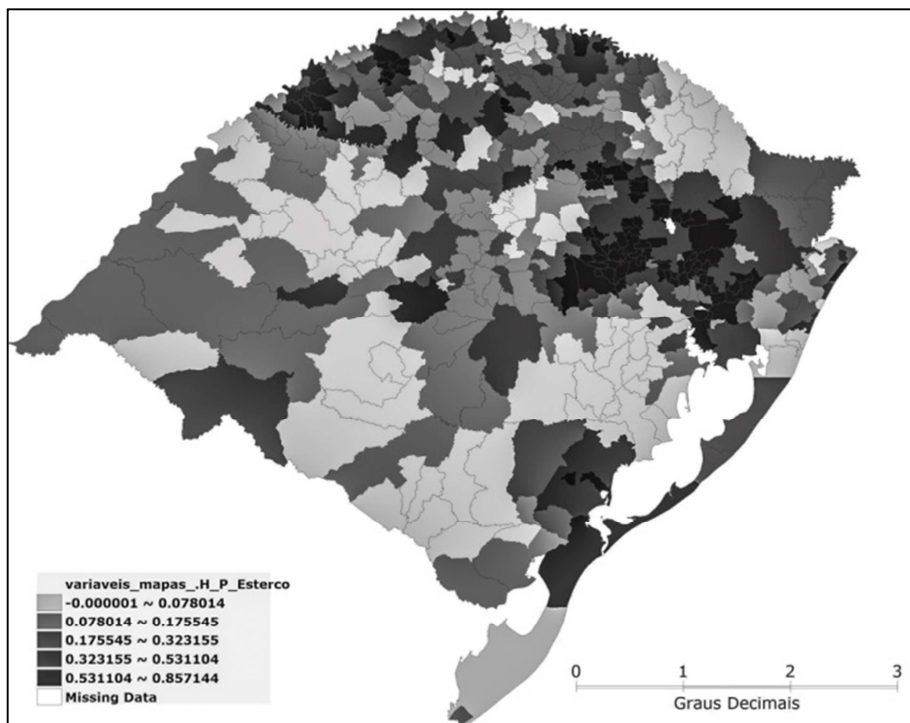 variaveis_mapas_.H_P_Esterco
-0.000001 ~ 0.078014
0.078014 ~ 0.175545
0.175545 ~ 0.323155
0.323155 ~ 0.531104
0.531104 ~ 0.857144
Missing Data
0 1 2 3
Graus Decimais